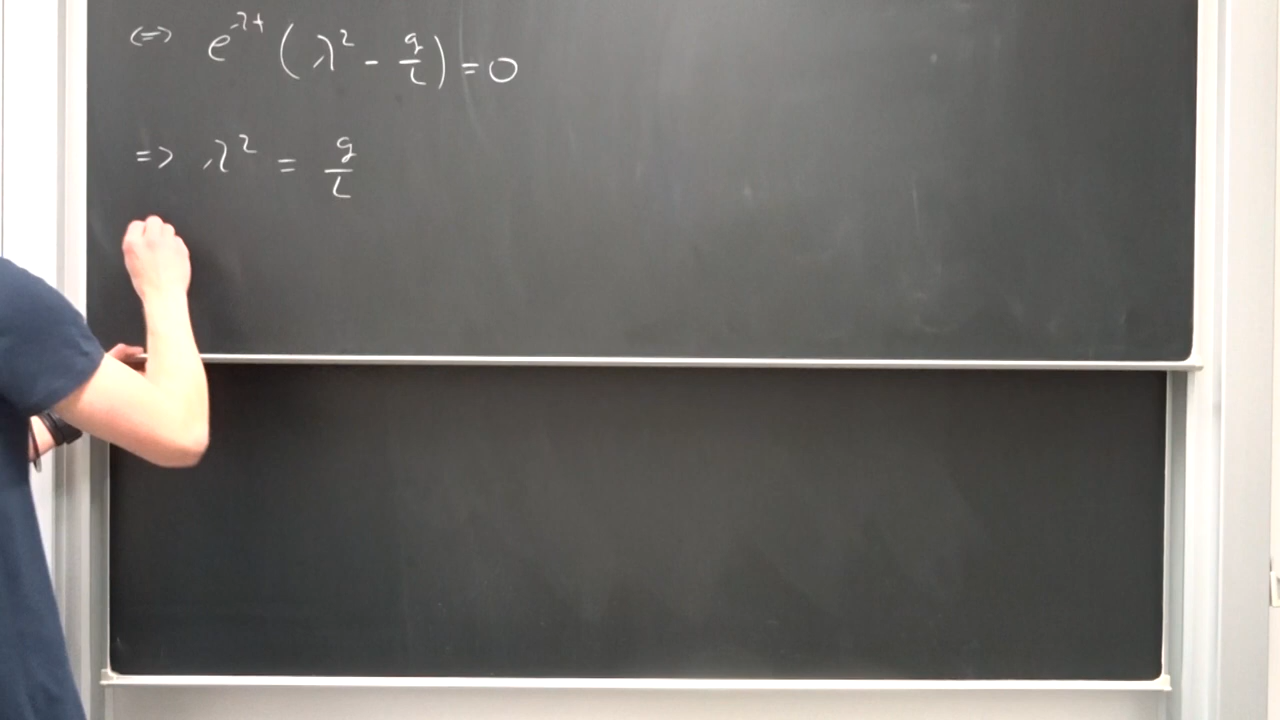 <=> e^{λt} (λ² - g/L) = 0
=> λ² = g/L